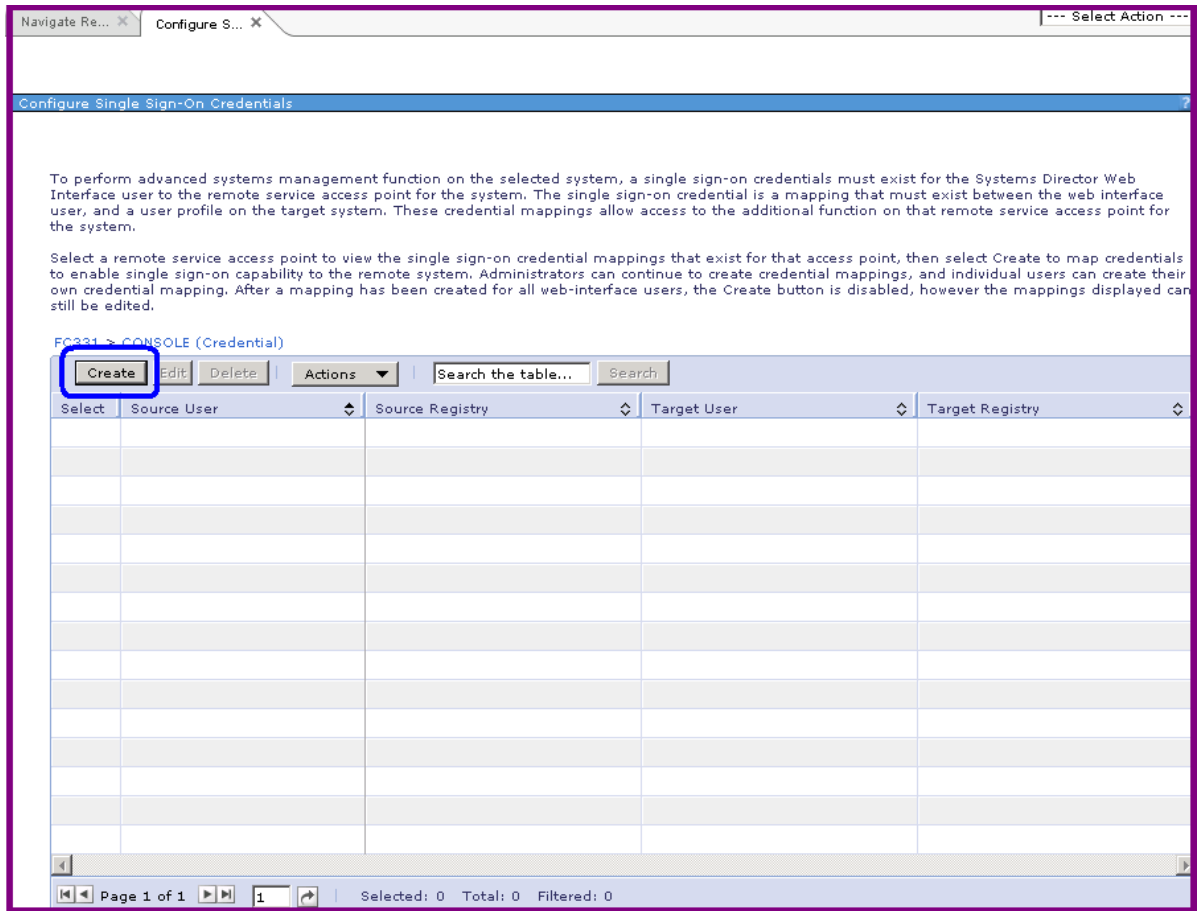 Navigate Re...
Configure S...
--- Select Action ---
Configure Single Sign-On Credentials
?
To perform advanced systems management function on the selected system, a single sign-on credentials must exist for the Systems Director Web
Interface user to the remote service access point for the system. The single sign-on credential is a mapping that must exist between the web interface
user, and a user profile on the target system. These credential mappings allow access to the additional function on that remote service access point for
the system.
Select a remote service access point to view the single sign-on credential mappings that exist for that access point, then select Create to map credentials
to enable single sign-on capability to the remote system. Administrators can continue to create credential mappings, and individual users can create their
own credential mapping. After a mapping has been created for all web-interface users, the Create button is disabled, however the mappings displayed can
still be edited.
FC331 > CONSOLE (Credential)
Create Edit Delete Actions Search the table... Search
Select Source User Source Registry Target User Target Registry
Page 1 of 1 1 Selected: 0 Total: 0 Filtered: 0